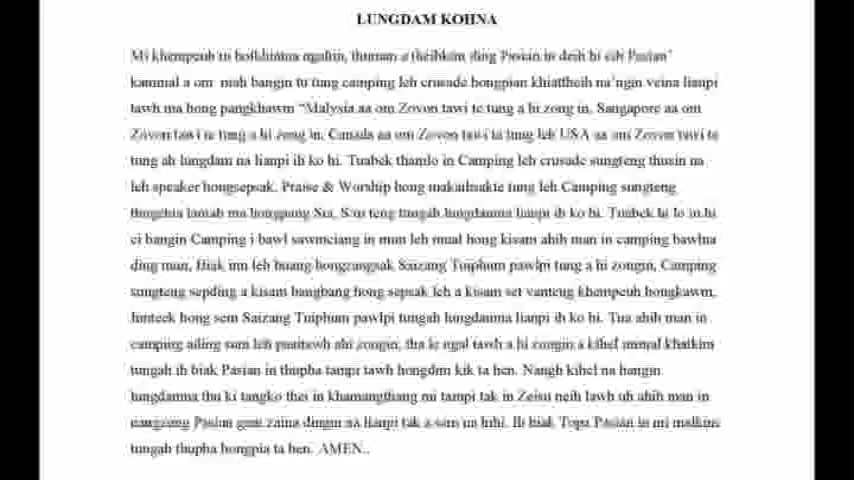 LUNGDAM KOHNA
Mi khempeuh in hotkhintua ngahin, thuman a theihkim ding Pasian in deih hi cih Pasian'
kammal a om mah bangin tu tung camping leh crusade hongpian khiattheih na'ngin veina lianpi
tawh ma hong pangkhawm "Malysia aa om Zovon tawi te tung a hi zong in, Sangapore aa om
Zovon tawi te tung a hi zong in, Canada aa om Zovon tawi te tung leh USA aa om Zovon tawi te
tung ah lungdam na lianpi ih ko hi. Tuabek thamlo in Camping leh crusade sungteng thusin na
leh speaker hongsepsak, Praise & Worship hong makaihsakte tung leh Camping sungteng
thungetna tawh ma hongpang Sia, Sara teng tungah lungdamna lianpi ih ko hi. Tuabek hi lo in hi
ci bangin Camping i bawl sawmciang in mun leh mual hong kisam ahih man in camping bawlna
ding mun, Biak inn leh buang hongzangsak Saizang Tuiphum pawlpi tung a hi zongin, Camping
sungteng sepding a kisam bangbang hong sepsak leh a kisam set vanteng khempeuh hongkawm,
Innteek hong sem Saizang Tuiphum pawlpi tungah lungdamna lianpi ih ko hi. Tua ahih man in
camping ading sum leh paai tawh ahi zongin, tha le ngal tawh a hi zongin a kihel mimal khatkim
tungah ih biak Pasian in thupha tampi tawh hongdim kik ta hen. Nangh kihel na hangin
lungdamna thu ki tangko thei in khamangthang mi tampi tak in Zeisu neih lawh uh ahih man in
nangzong Pasian gam zaina dingin na lianpi tak a sem na hihi. Ih biak Topa Pasian in mi malkim
tungah thupha hongpia ta hen. AMEN..